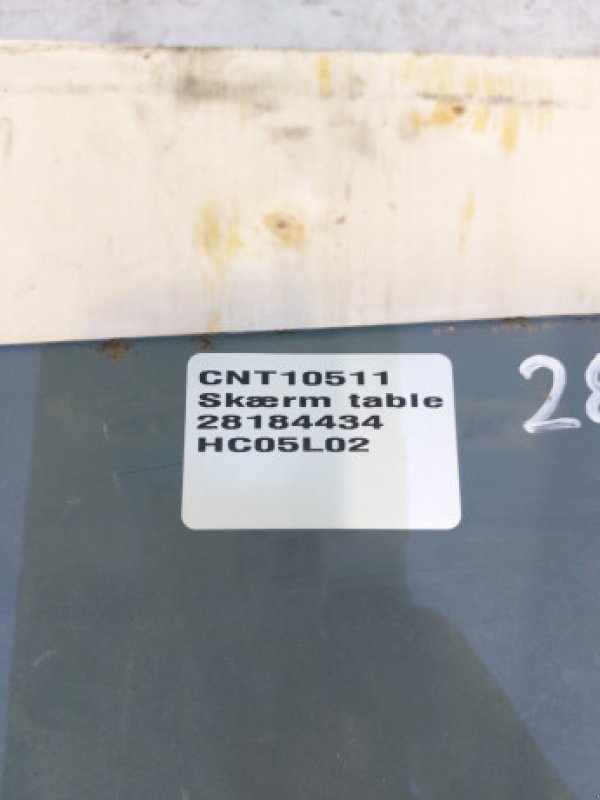 CNT10511
Skærm table
28184434
HC05L02
28